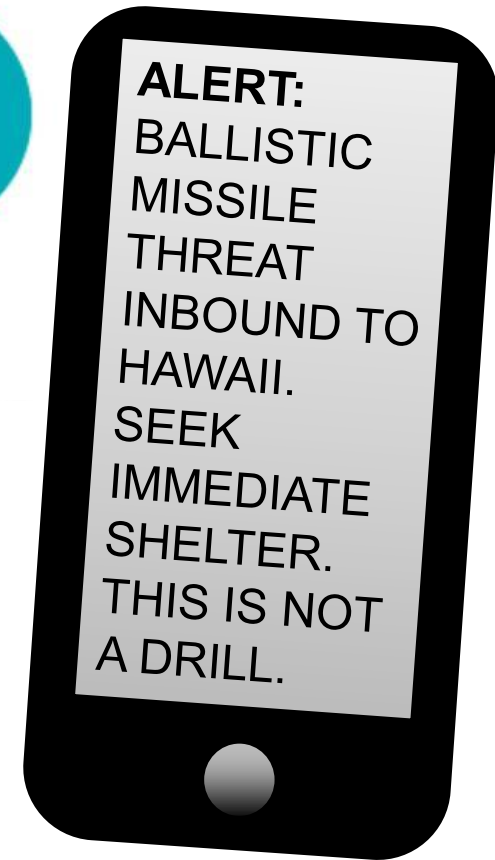 ALERT:
BALLISTIC
MISSILE
THREAT
INBOUND TO
HAWAII.
SEEK
IMMEDIATE
SHELTER.
THIS IS NOT
A DRILL.